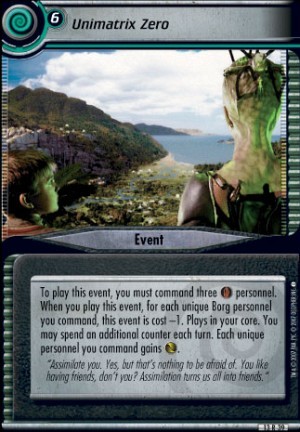 6 Unimatrix Zero
Event
To play this event, you must command three personnel.
When you play this event, for each unique Borg personnel
you command, this event is cost -1. Plays in your core. You
may spend an additional counter each turn. Each unique
personnel you command gains .
"Assimilate you. Yes, but that's nothing to be afraid of. You like
having friends, don't you? Assimilation turns us all into friends."